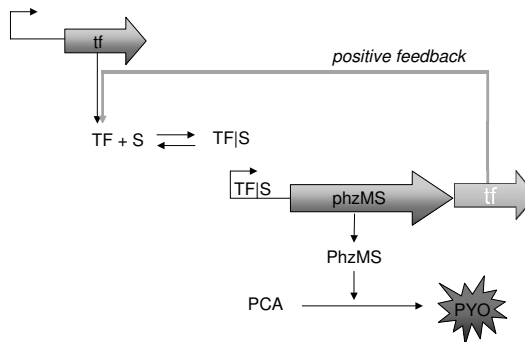 tf
positive feedback
TF + S
TF|S
TF|S
phzMS
tf
PhzMS
PCA
PYO